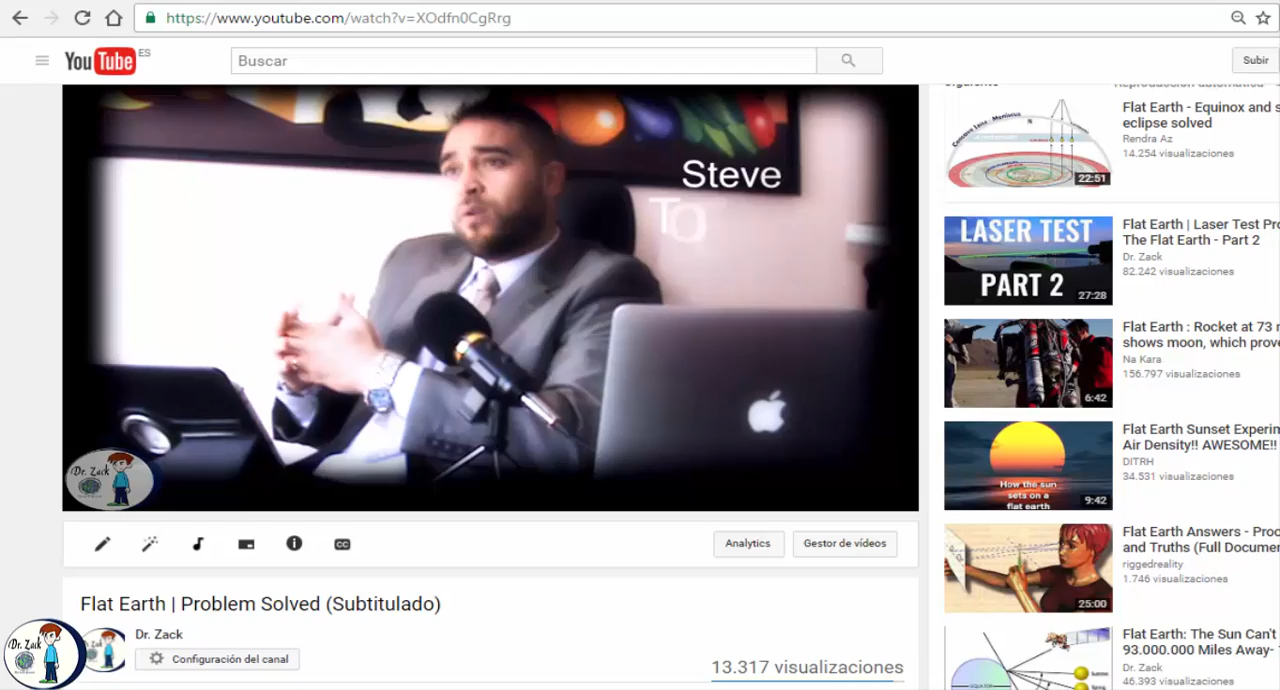 https://www.youtube.com/watch?v=XOdfn0CgRrg
YouTube ES
Buscar
Subir
Steve
To
Dr. Zack
Analytics
Gestor de vídeos
CC
Flat Earth | Problem Solved (Subtitulado)
Dr. Zack
Dr. Zack
Configuración del canal
13.317 visualizaciones
Siguiente
Flat Earth - Equinox and s
eclipse solved
Rendra Az
14.254 visualizaciones
22:51
LASER TEST
PART 2
27:28
Flat Earth | Laser Test Pro
The Flat Earth - Part 2
Dr. Zack
82.242 visualizaciones
6:42
Flat Earth : Rocket at 73 m
shows moon, which prove
Na Kara
156.797 visualizaciones
How the sun
sets on a
flat earth
9:42
Flat Earth Sunset Experim
Air Density!! AWESOME!!
DITRH
34.531 visualizaciones
25:00
Flat Earth Answers - Proo
and Truths (Full Documen
riggedreality
1.746 visualizaciones
Flat Earth: The Sun Can't
93.000.000 Miles Away-
Dr. Zack
46.393 visualizaciones